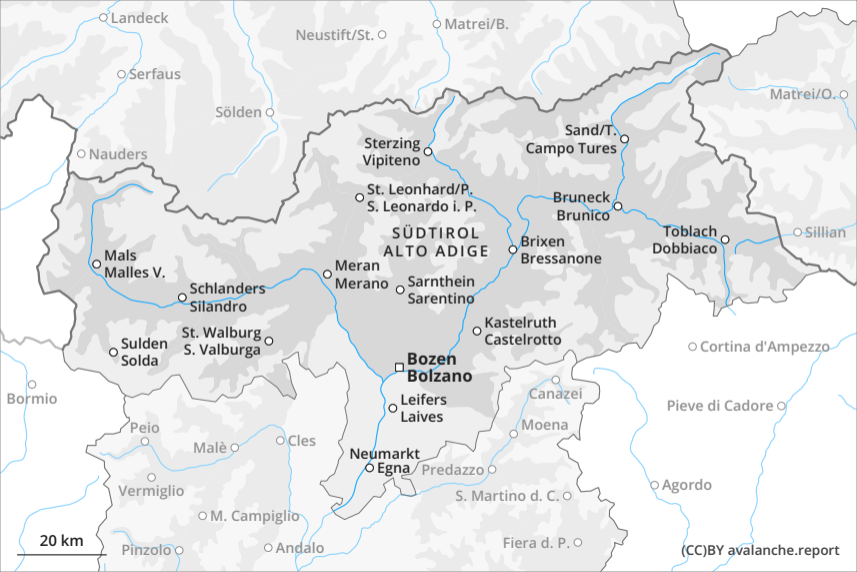 Landeck
Matrei/B.
Neustift/St.
Serfaus
Matrei/O.
Sölden
Sand/T.
Campo Tures
Sterzing
Vipiteno
Nauders
St. Leonhard/P.
S. Leonardo i. P.
Bruneck
Brunico
SÜDTIROL
ALTO ADIGE
Toblach
Dobbiaco
Sillian
Brixen
Bressanone
Mals
Malles V.
Meran
Merano
Sarnthein
Sarentino
Schlanders
Silandro
Kastelruth
Castelrotto
St. Walburg
S. Valburga
Sulden
Solda
Cortina d'Ampezzo
Bozen
Bolzano
Bormio
Canazei
Leifers
Laives
Pieve di Cadore
Peio
Moena
Malè
Cles
Neumarkt
Egna
Predazzo
Vermiglio
Agordo
S. Martino d. C.
M. Campiglio
20 km
Pinzolo
Andalo
Fiera d. P.
(CC)BY avalanche.report